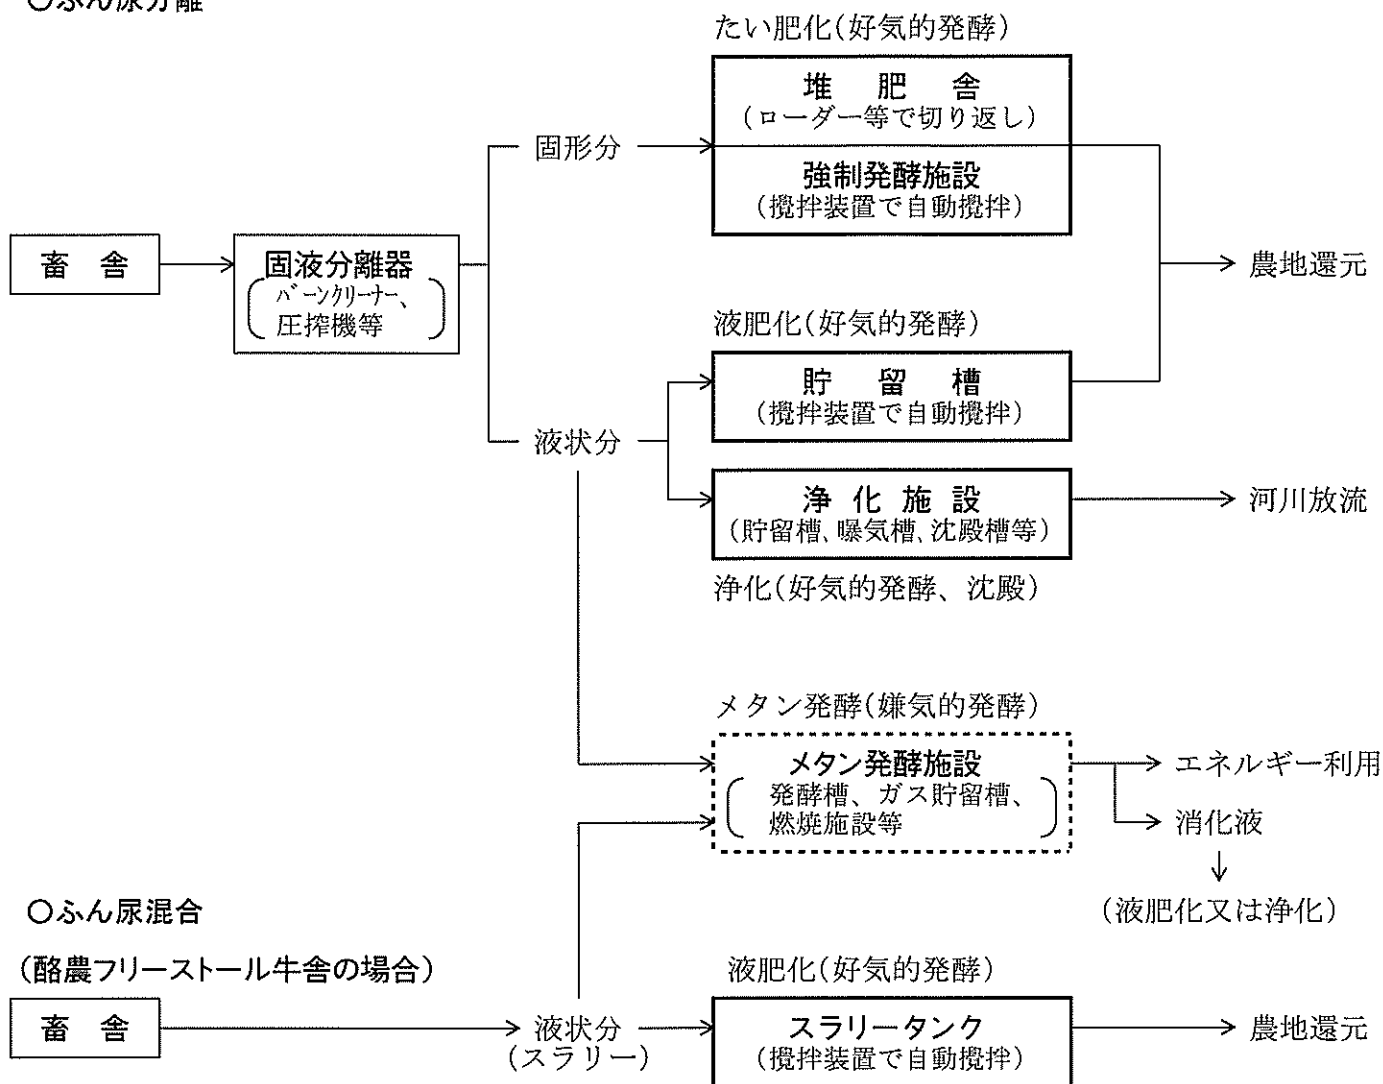 ○ふん尿分離
たい肥化(好気的発酵)
堆肥舎
(ローダー等で切り返し)
固形分
強制発酵施設
(攪拌装置で自動攪拌)
畜舎
固液分離器
バーンクリーナー、
圧搾機等
農地還元
液肥化(好気的発酵)
貯留槽
(攪拌装置で自動攪拌)
液状分
浄化施設
(貯留槽、曝気槽、沈殿槽等)
河川放流
浄化(好気的発酵、沈殿)
メタン発酵(嫌気的発酵)
メタン発酵施設
発酵槽、ガス貯留槽、
燃焼施設等
エネルギー利用
消化液
(液肥化又は浄化)
○ふん尿混合
(酪農フリーストール牛舎の場合)
畜舎
液状分
(スラリー)
液肥化(好気的発酵)
スラリータンク
(攪拌装置で自動攪拌)
農地還元